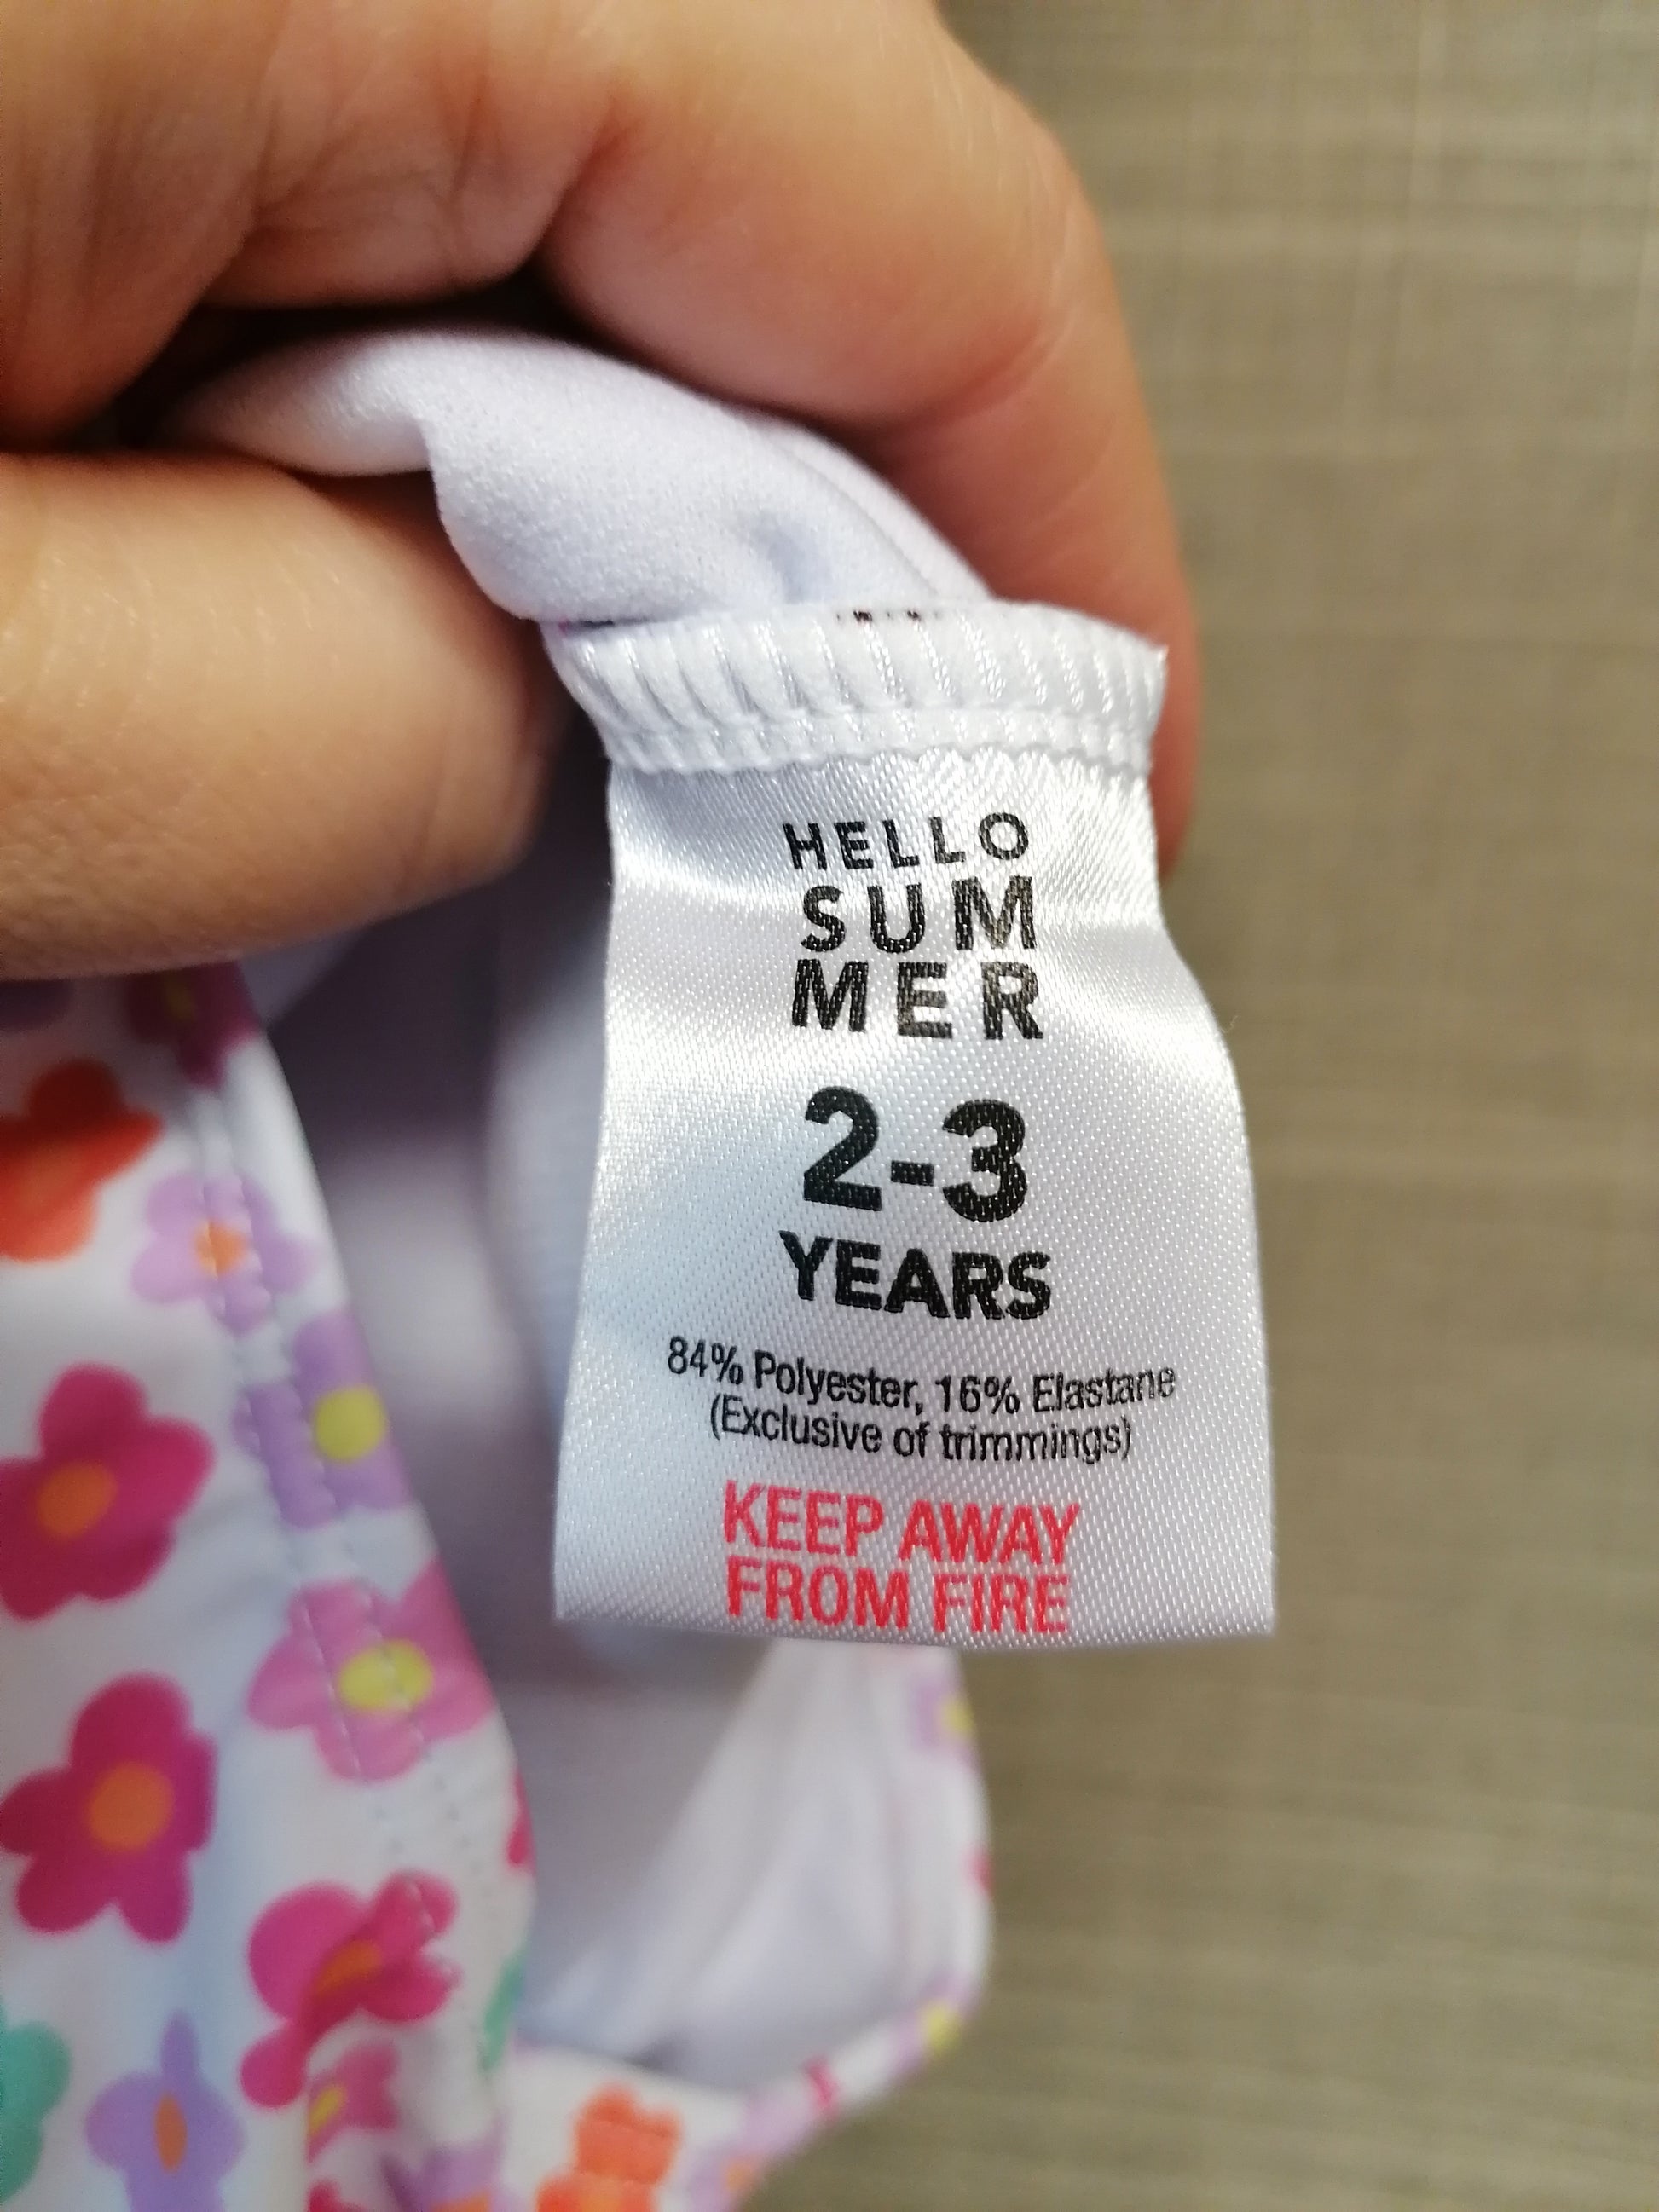 HELLO
SUM
MER
2-3
YEARS
84% Polyester, 16% Elastane
(Exclusive of trimmings)
KEEP AWAY
FROM FIRE